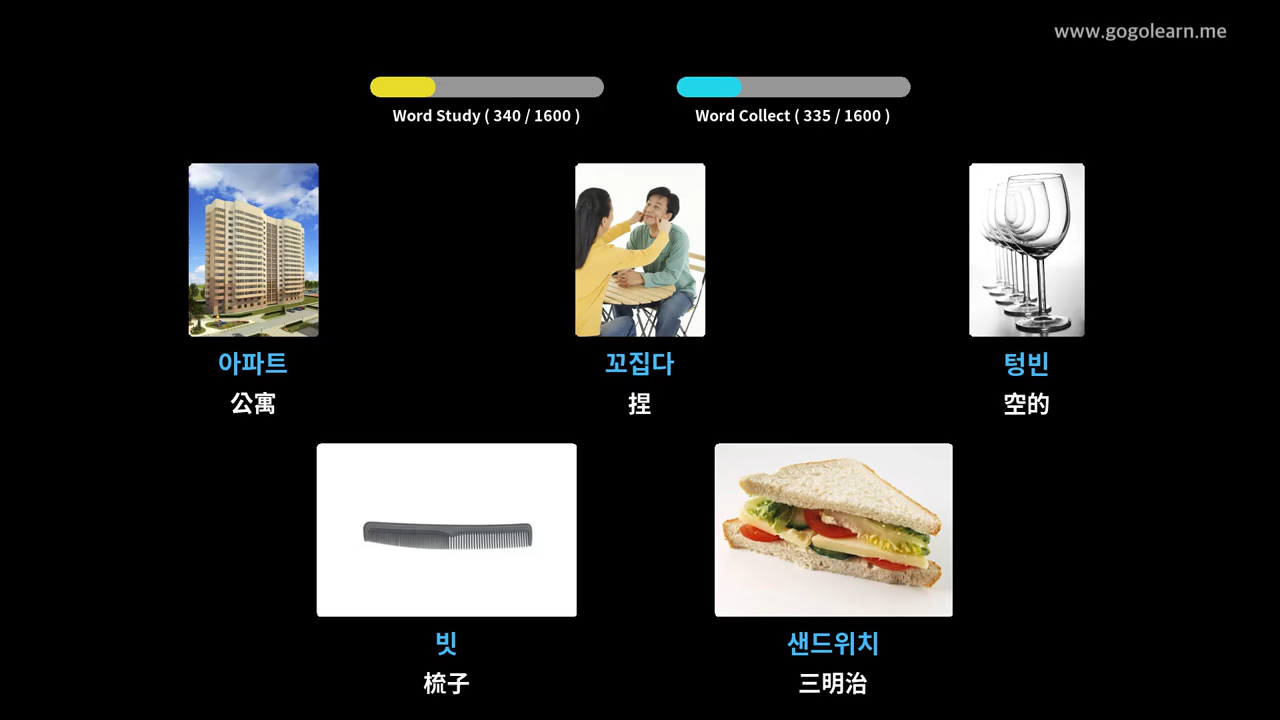 www.gogolearn.me
Word Study ( 340 / 1600 )
Word Collect ( 335 / 1600 )
아파트
公寓
꼬집다
捏
텅빈
空的
빗
梳子
샌드위치
三明治